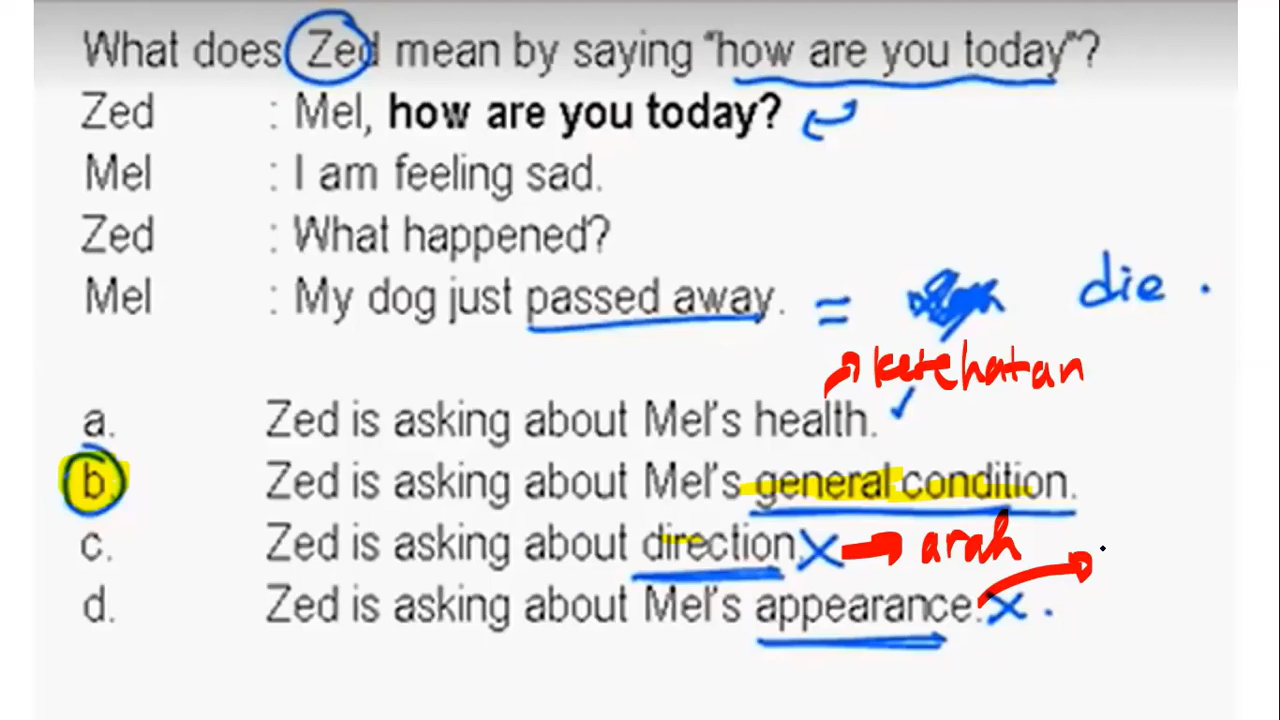 What does Zed mean by saying “how are you today”?
Zed : Mel, how are you today?
Mel : I am feeling sad.
Zed : What happened?
Mel : My dog just passed away. = die.
kesehatan
a. Zed is asking about Mel's health.
b. Zed is asking about Mel's general condition.
c. Zed is asking about direction. x arah
d. Zed is asking about Mel's appearance. x.